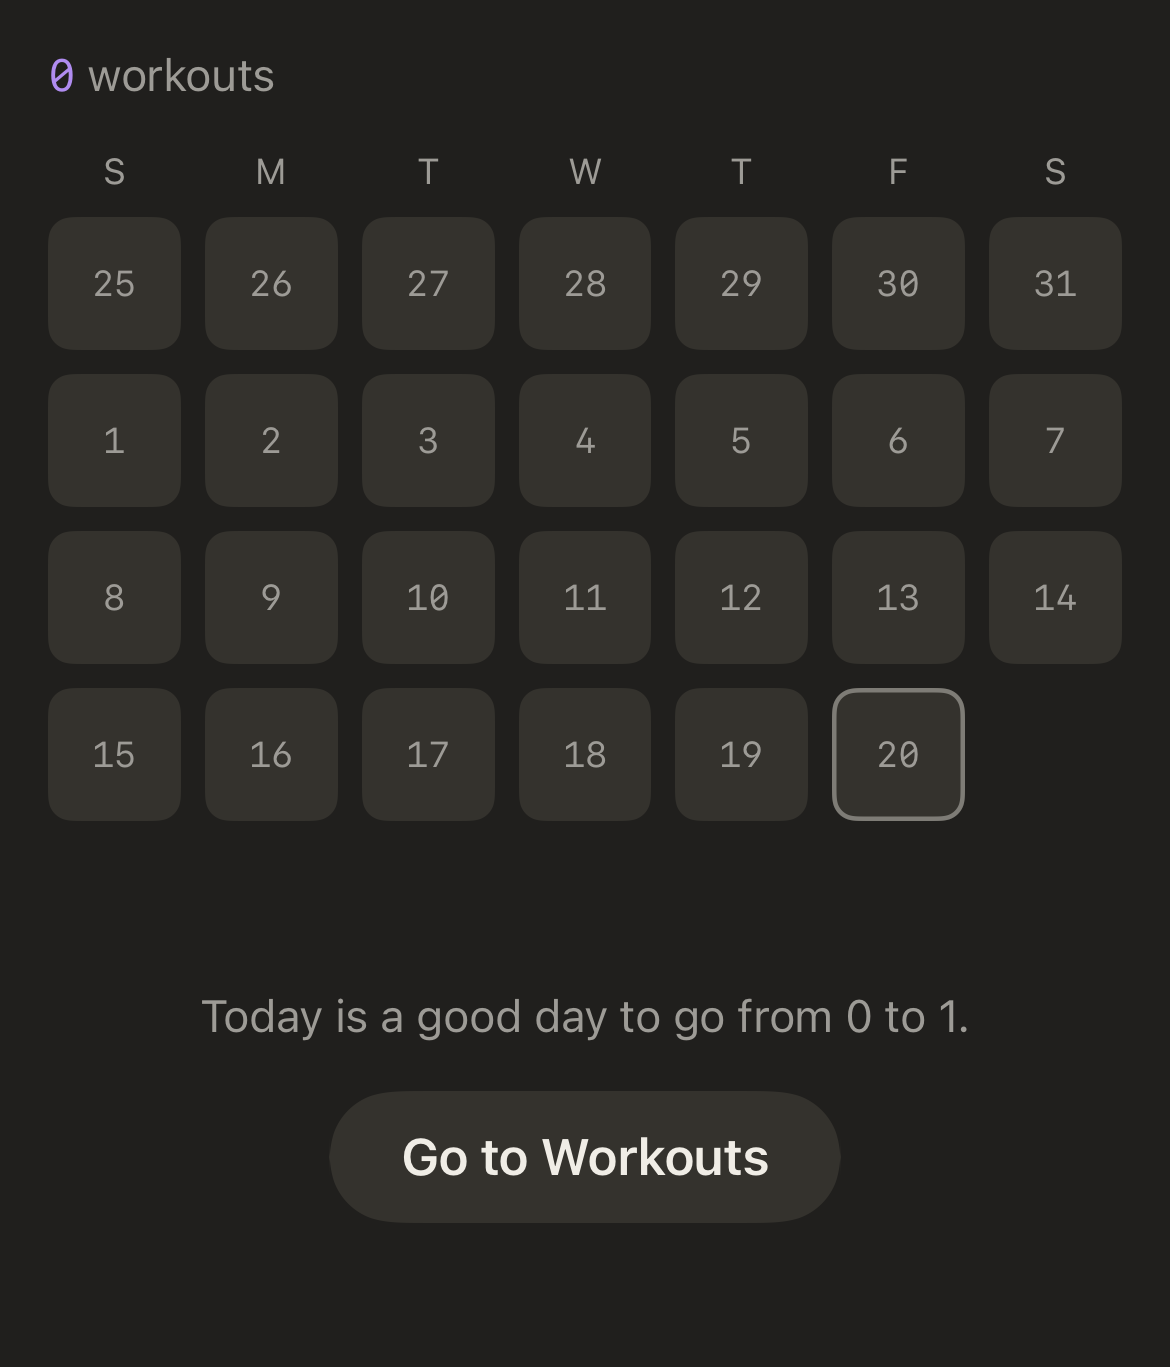 0 workouts
S M T W T F S
25 26 27 28 29 30 31
1 2 3 4 5 6 7
8 9 10 11 12 13 14
15 16 17 18 19 20
Today is a good day to go from 0 to 1.
Go to Workouts